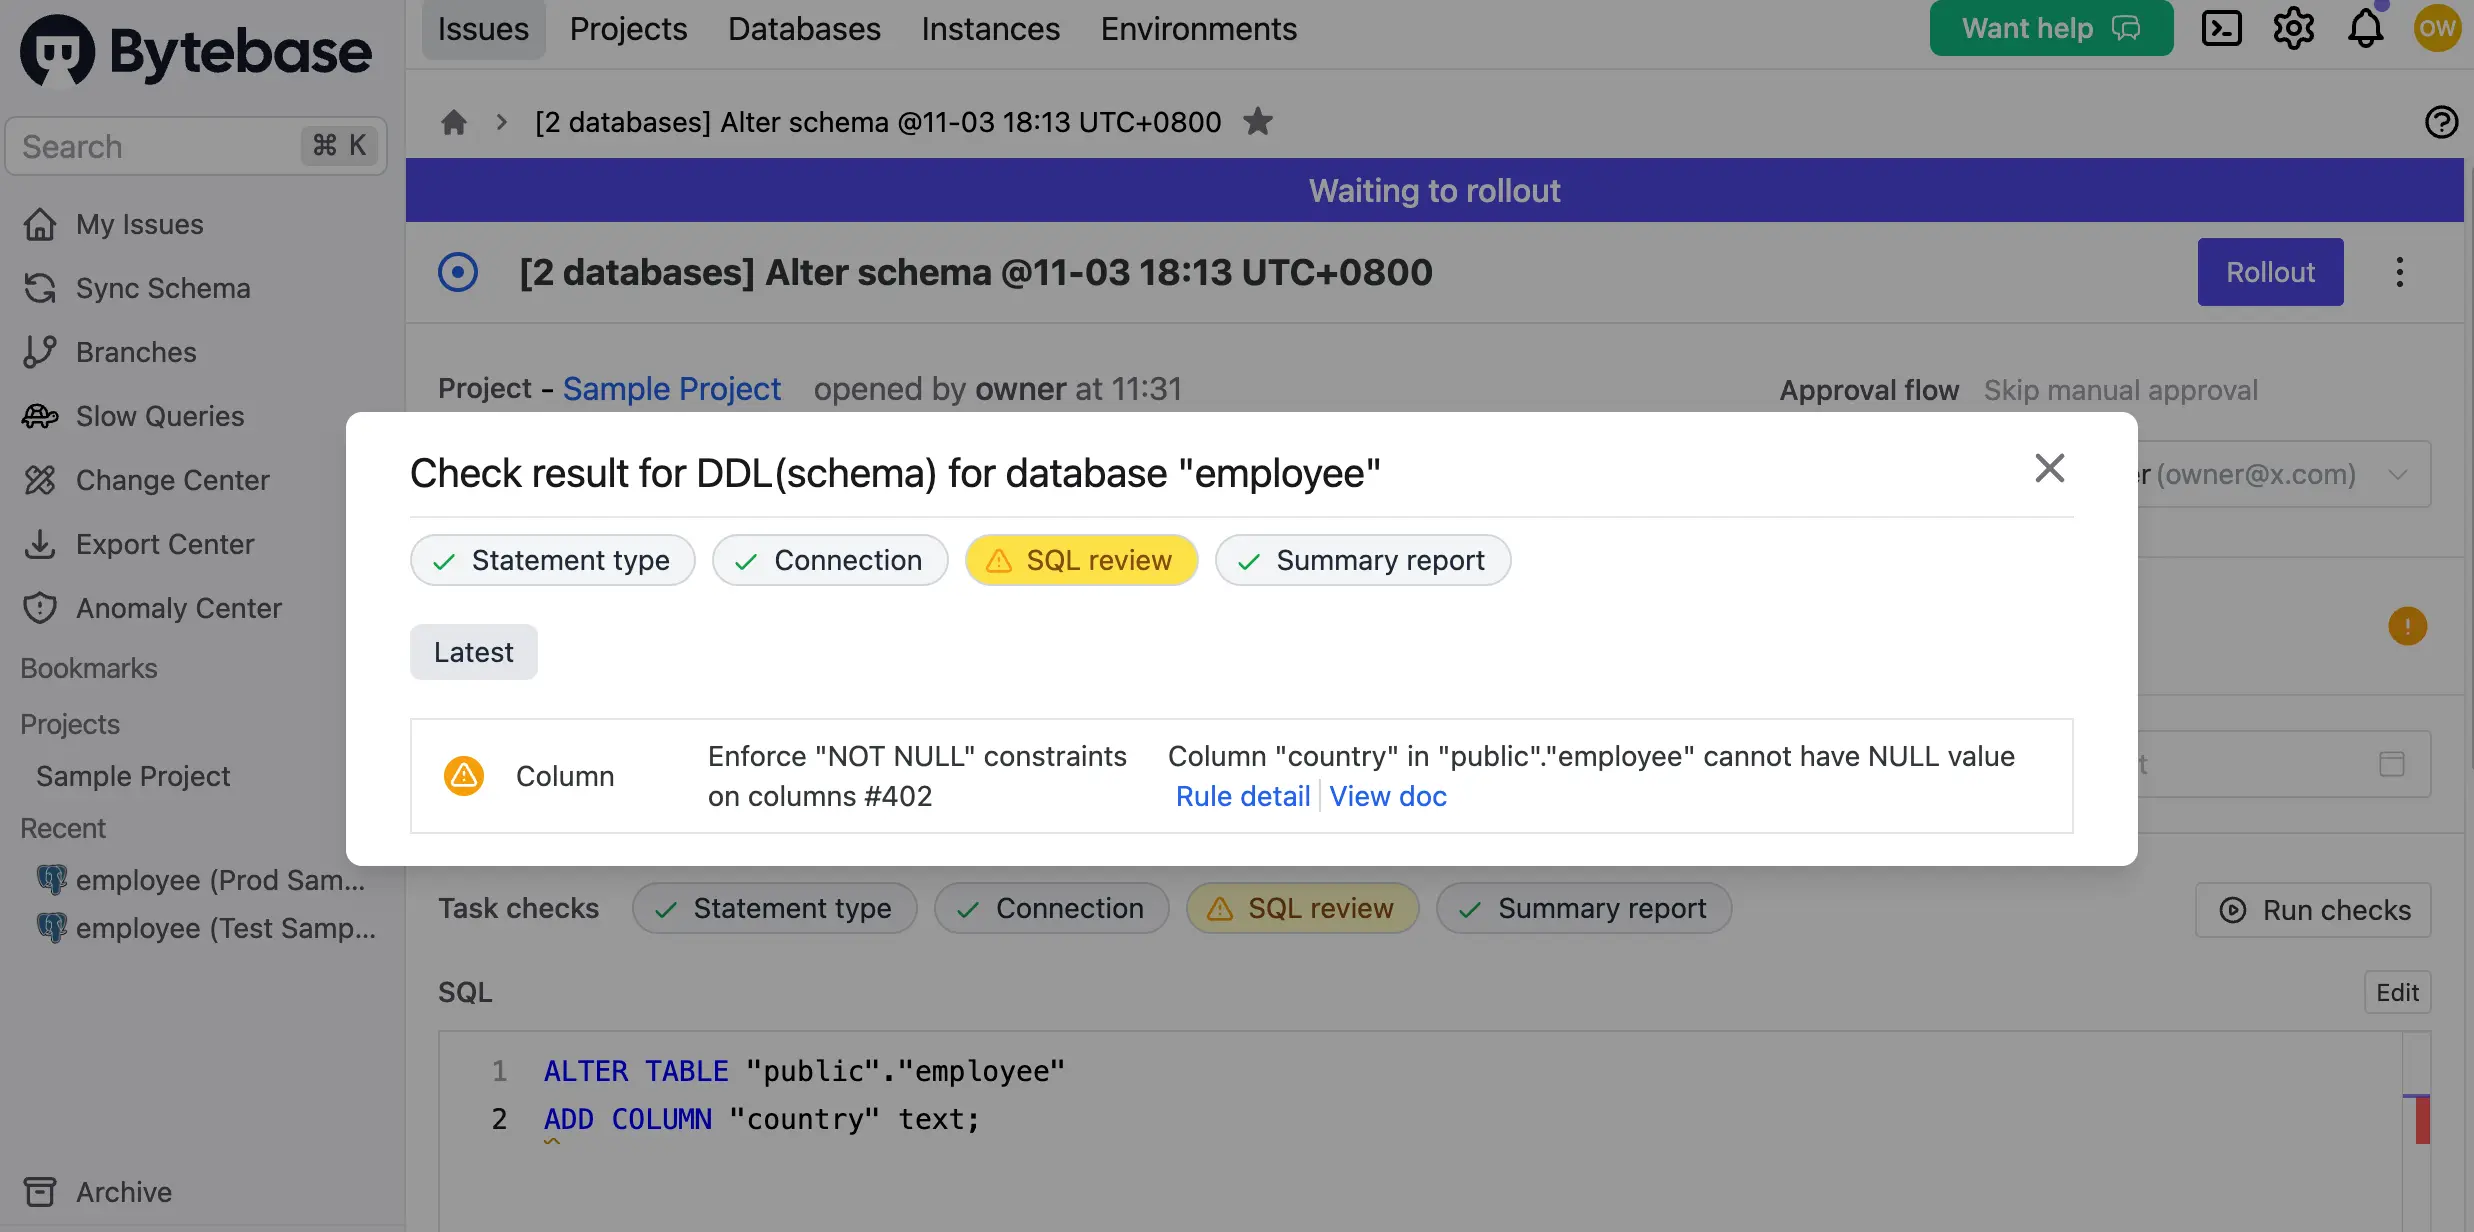 Bytebase
Issues Projects Databases Instances Environments
Want help
OW
Search ⌘ K
[2 databases] Alter schema @11-03 18:13 UTC+0800
Waiting to rollout
[2 databases] Alter schema @11-03 18:13 UTC+0800
Rollout
My Issues
Sync Schema
Branches
Slow Queries
Change Center
Export Center
Anomaly Center
Bookmarks
Projects
Sample Project
Recent
employee (Prod Sam...
employee (Test Samp...
Archive
Project - Sample Project opened by owner at 11:31
Approval flow Skip manual approval
(owner@x.com)
Check result for DDL(schema) for database "employee"
Statement type Connection SQL review Summary report
Latest
Column
Enforce "NOT NULL" constraints
on columns #402
Column "country" in "public"."employee" cannot have NULL value
Rule detail | View doc
Task checks Statement type Connection SQL review Summary report
Run checks
SQL
Edit
1 ALTER TABLE "public"."employee"
2 ADD COLUMN "country" text;